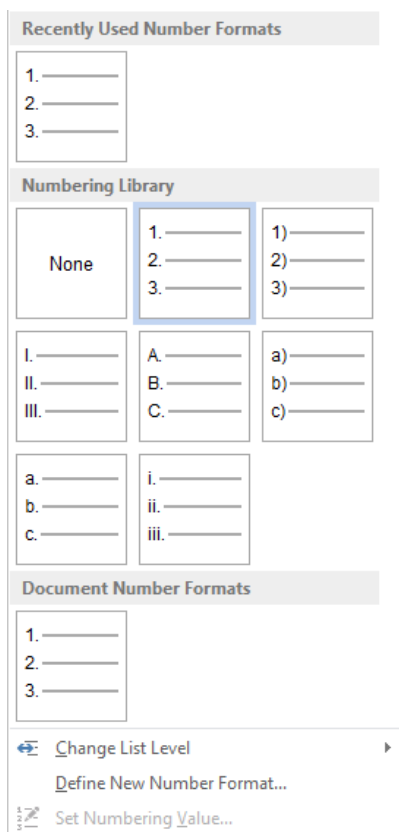 Recently Used Number Formats
1.
2.
3.
Numbering Library
None
1.
2.
3.
1)
2)
3)
I.
II.
III.
A.
B.
C.
a)
b)
c)
a.
b.
c.
i.
ii.
iii.
Document Number Formats
1.
2.
3.
Change List Level
Define New Number Format...
Set Numbering Value...